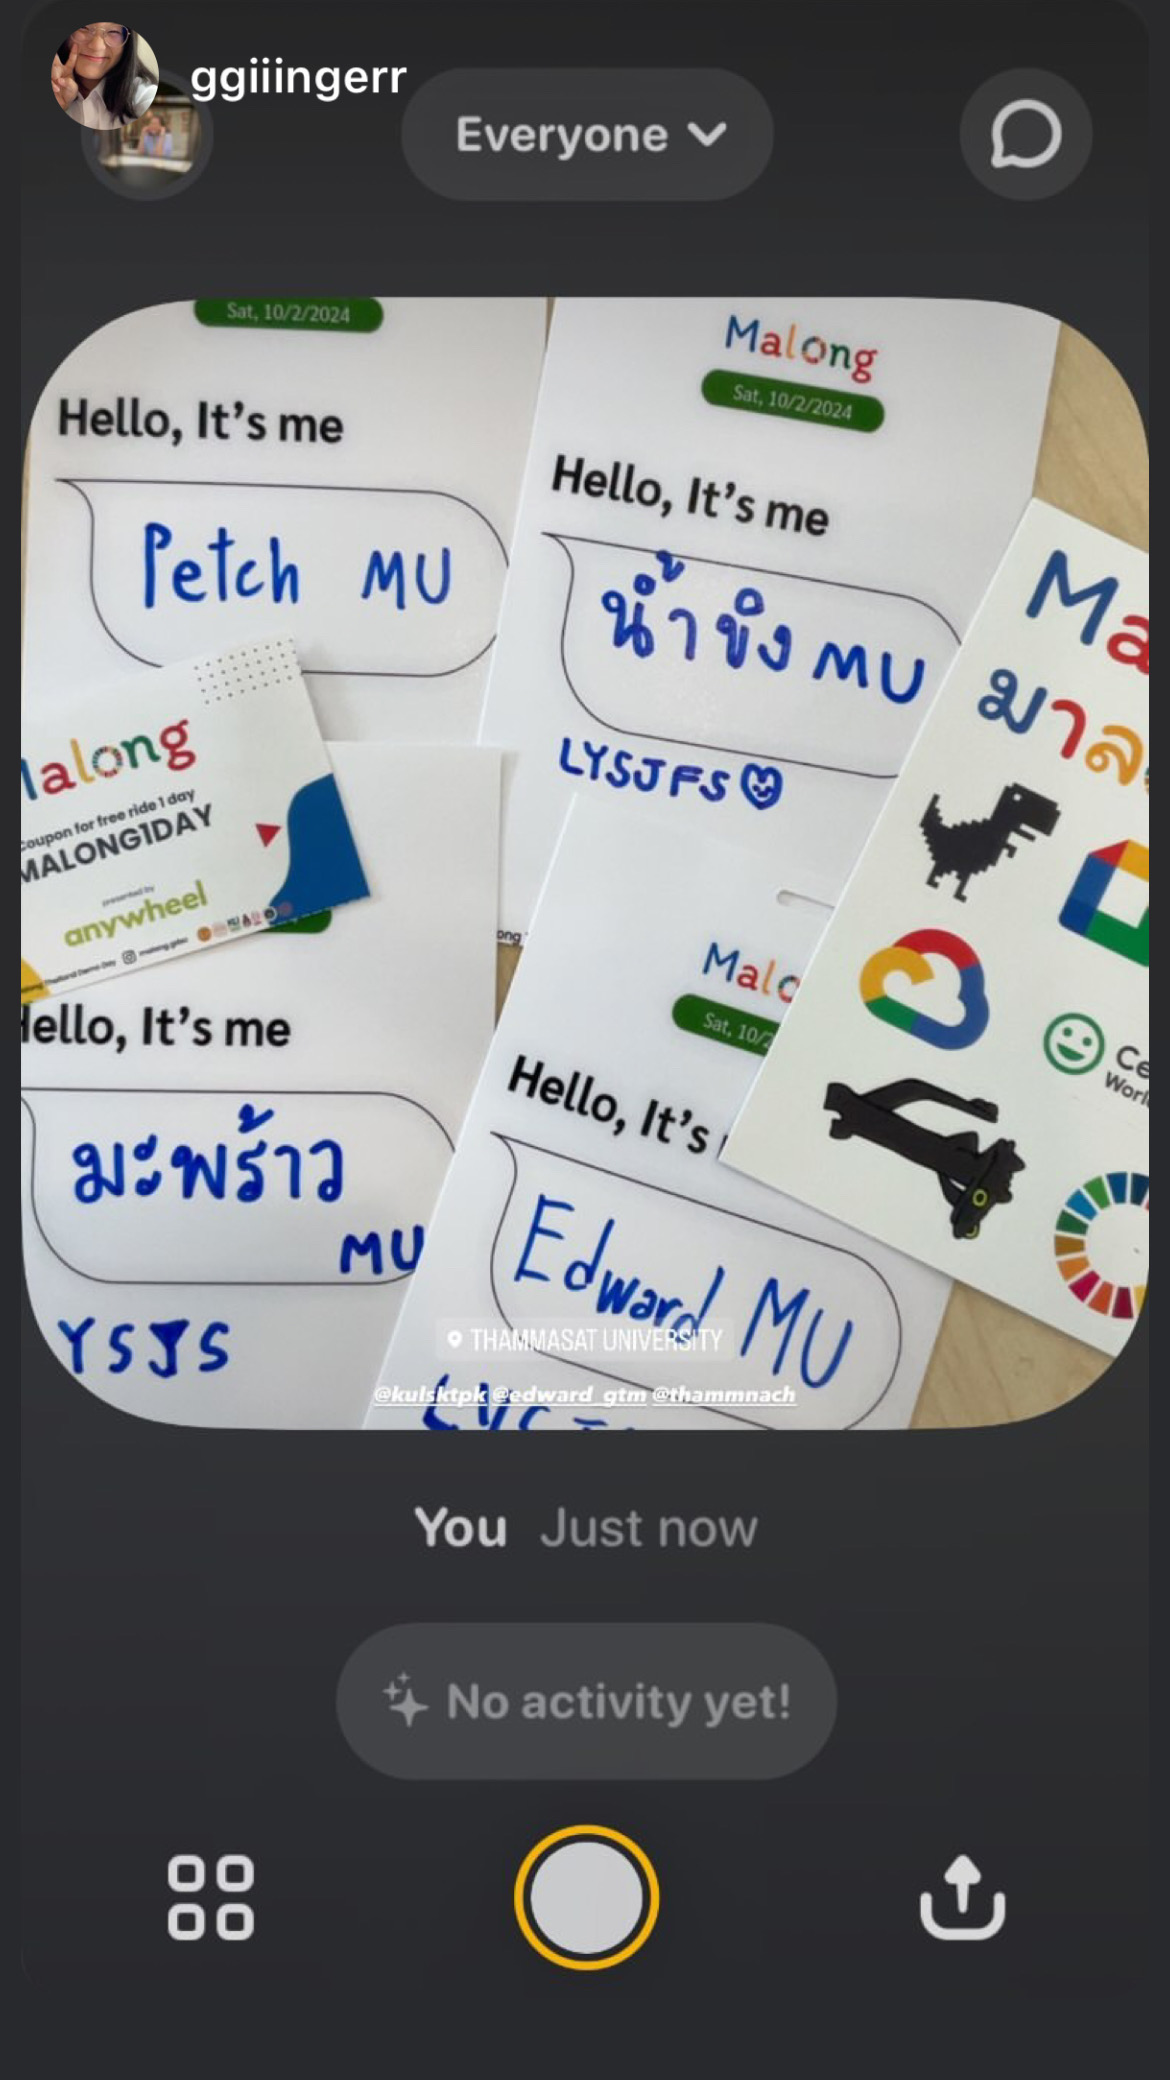 ggiiingerr
Everyone
Sat, 10/2/2024
Hello, It's me
Petch MU
Malong
Sat, 10/2/2024
Hello, It's me
น้ำขิง MU
LYSJFS
Malong
coupon for free ride 1 day
MALONG1DAY
presented by
anywheel
malong.gdsc
Hello, It's me
มะพร้าว
MU
YSJS
Malo
Sat, 10/2
Hello, It's
Edward MU
Ma
มาล
Ce
Worl
THAMMASAT UNIVERSITY
@kulsktpk @edward_gtm @thammnach
You Just now
No activity yet!